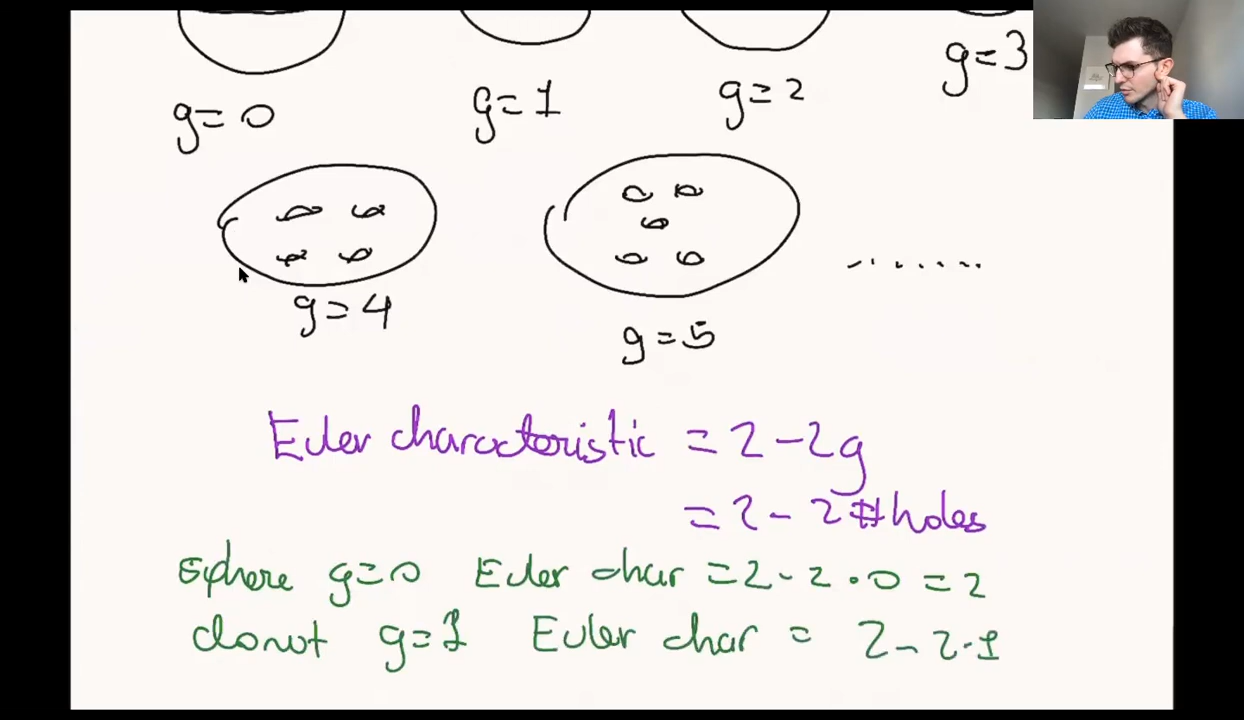 g=0
g=1
g=2
g=3
g=4
g=5
Euler characteristic = 2-2g
= 2-2#holes
sphere g=0 Euler char = 2-2·0 = 2
donut g=1 Euler char = 2-2·1